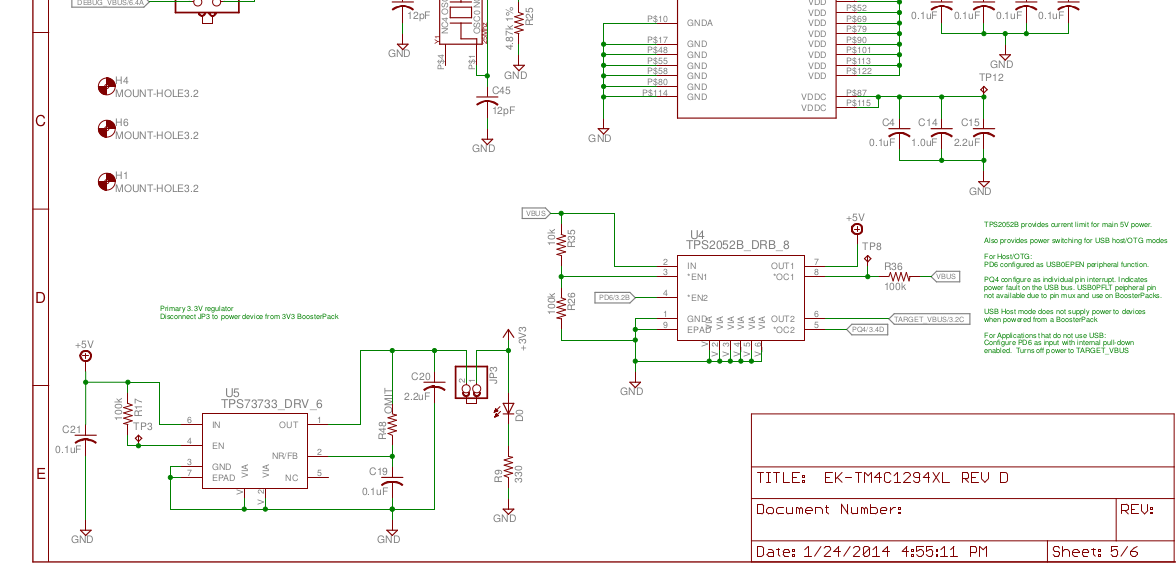 DEBUG_VBUS/6.4A
12pF
GND
NC4
OSC0
Y1
P$4
P$1
R25
4.87k 1%
GND
C45
12pF
GND
P$10
GNDA
P$17
GND
P$48
GND
P$55
GND
P$58
GND
P$80
GND
P$114
GND
GND
VDD
VDD
P$52
VDD
P$69
VDD
P$79
VDD
P$90
VDD
P$101
VDD
P$113
VDD
P$122
VDDC
P$87
VDDC
P$115
0.1uF
0.1uF
0.1uF
0.1uF
GND
TP12
C4
0.1uF
C14
1.0uF
C15
2.2uF
GND
C
H4
MOUNT-HOLE3.2
H6
MOUNT-HOLE3.2
H1
MOUNT-HOLE3.2
D
VBUS
10k
R35
100k
R26
PD6/3.2B
U4
TPS2052B_DRB_8
2
IN
3
*EN1
4
*EN2
1
GND
9
EPAD
VIA
VIA
VIA
VIA
VIA
V
V_2
V_3
V_4
V_5
V_6
OUT1
7
*OC1
8
OUT2
6
*OC2
5
GND
+5V
TP8
R36
100k
VBUS
TARGET_VBUS/3.2C
PQ4/3.4D
TPS2052B provides current limit for main 5V power.
Also provides power switching for USB host/OTG modes
For Host/OTG:
PD6 configured as USB0EPEN peripheral function.
PQ4 configure as individual pin interrupt. Indicates
power fault on the USB bus. USB0PFLT peipheral pin
not available due to pin mux and use on BoosterPacks.
USB Host mode does not supply power to devices
when powered from a BoosterPack
For Applications that do not use USB:
Configure PD6 as input with internal pull-down
enabled. Turns off power to TARGET_VBUS
Primary 3.3V regulator
Disconnect JP3 to power device from 3V3 BoosterPack
E
+5V
C21
0.1uF
GND
100k
R17
TP3
U5
TPS73733_DRV_6
6
IN
4
EN
3
GND
7
EPAD
VIA
VIA
V
V_2
OUT
1
NR/FB
2
NC
5
R48
OMIT
C19
0.1uF
GND
C20
2.2uF
2
1
JP3
+3V3
D0
R9
330
GND
TITLE: EK-TM4C1294XL REV D
Document Number:
REV:
Date: 1/24/2014 4:55:11 PM
Sheet: 5/6